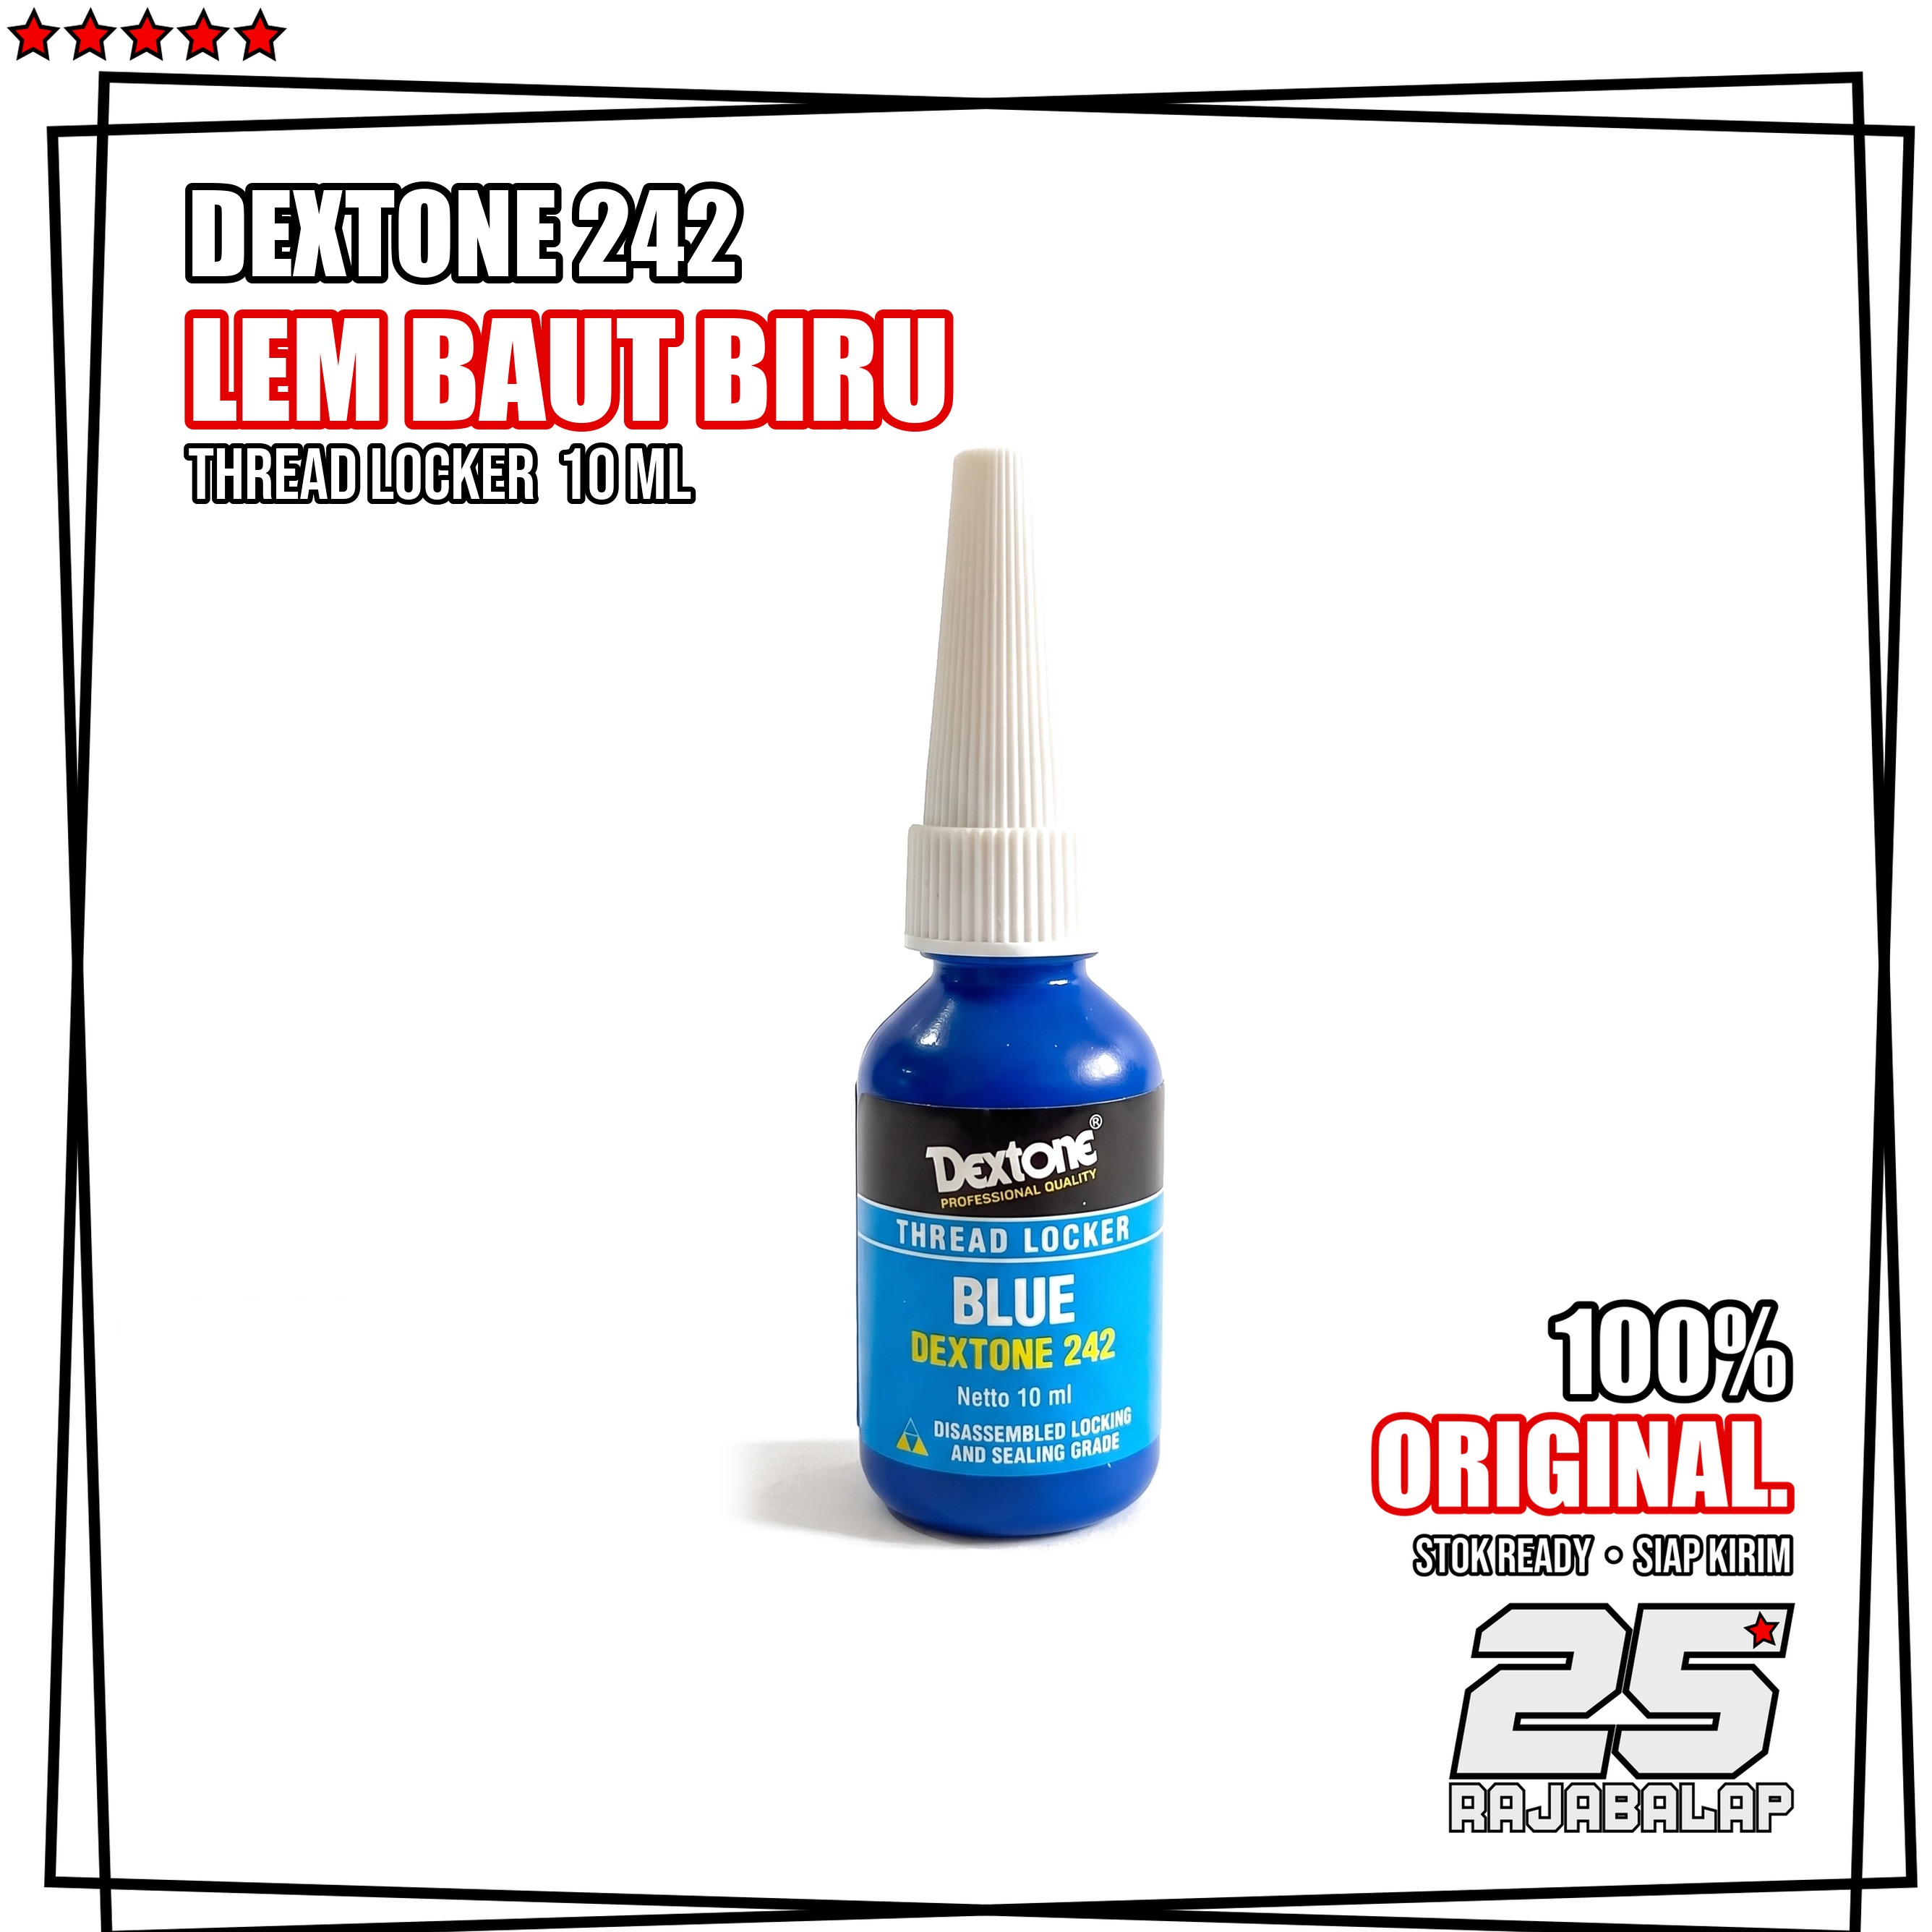 DEXTONE 242
LEM BAUT BIRU
THREAD LOCKER 10 ML
Dextone®
PROFESSIONAL QUALITY
THREAD LOCKER
BLUE
DEXTONE 242
Netto 10 ml
DISASSEMBLED LOCKING
AND SEALING GRADE
100%
ORIGINAL.
STOK READY • SIAP KIRIM
25
RAJABALAP